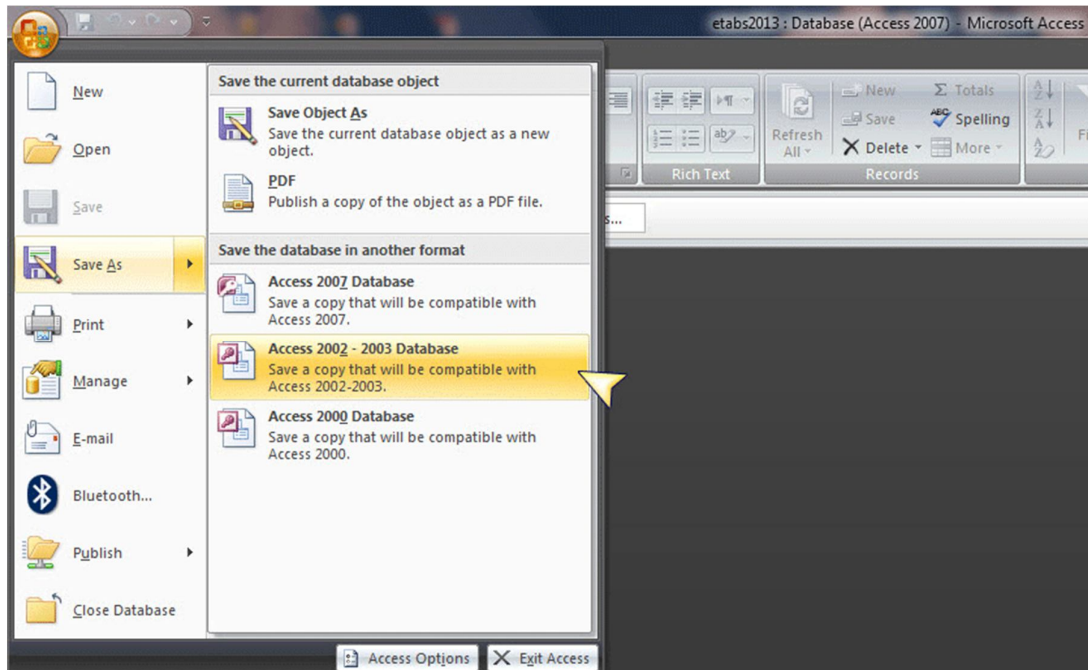 etabs2013 : Database (Access 2007) - Microsoft Access
New
Open
Save
Save As
Print
Manage
E-mail
Bluetooth...
Publish
Close Database
Save the current database object
Save Object As
Save the current database object as a new
object.
PDF
Publish a copy of the object as a PDF file.
Save the database in another format
Access 2007 Database
Save a copy that will be compatible with
Access 2007.
Access 2002 - 2003 Database
Save a copy that will be compatible with
Access 2002-2003.
Access 2000 Database
Save a copy that will be compatible with
Access 2000.
Access Options
Exit Access
Rich Text
Refresh
All
New
Save
Delete
Totals
ABC
Spelling
More
Records